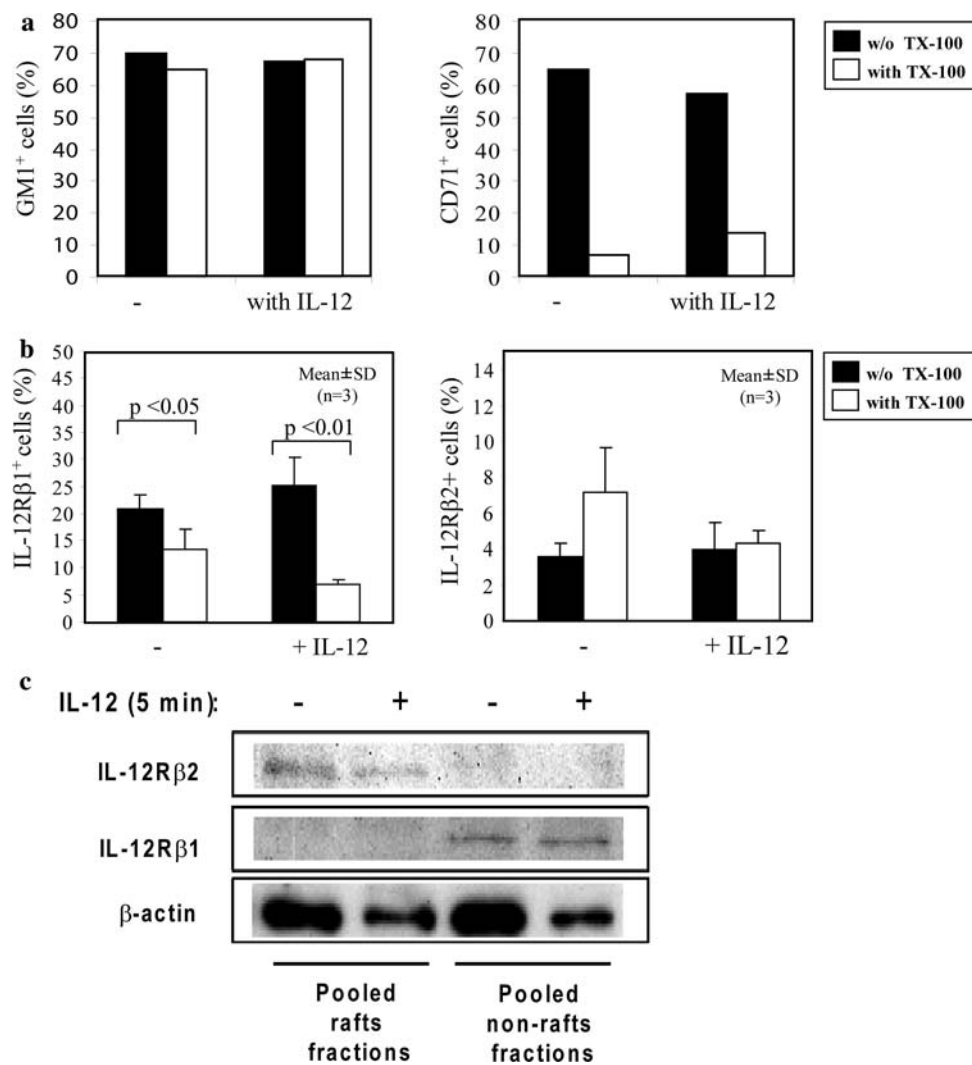 a
80
70
60
50
40
30
20
10
0
GM1+ cells (%)
-
with IL-12
80
70
60
50
40
30
20
10
0
CD71+ cells (%)
-
with IL-12
w/o TX-100
with TX-100
b
50
45
40
35
30
25
20
15
10
5
0
IL-12Rβ1+ cells (%)
Mean±SD
(n=3)
p <0.05
p <0.01
-
+ IL-12
14
12
10
8
6
4
2
0
IL-12Rβ2+ cells (%)
Mean±SD
(n=3)
-
+ IL-12
w/o TX-100
with TX-100
c
IL-12 (5 min): - + - +
IL-12Rβ2
IL-12Rβ1
β-actin
Pooled
rafts
fractions
Pooled
non-rafts
fractions